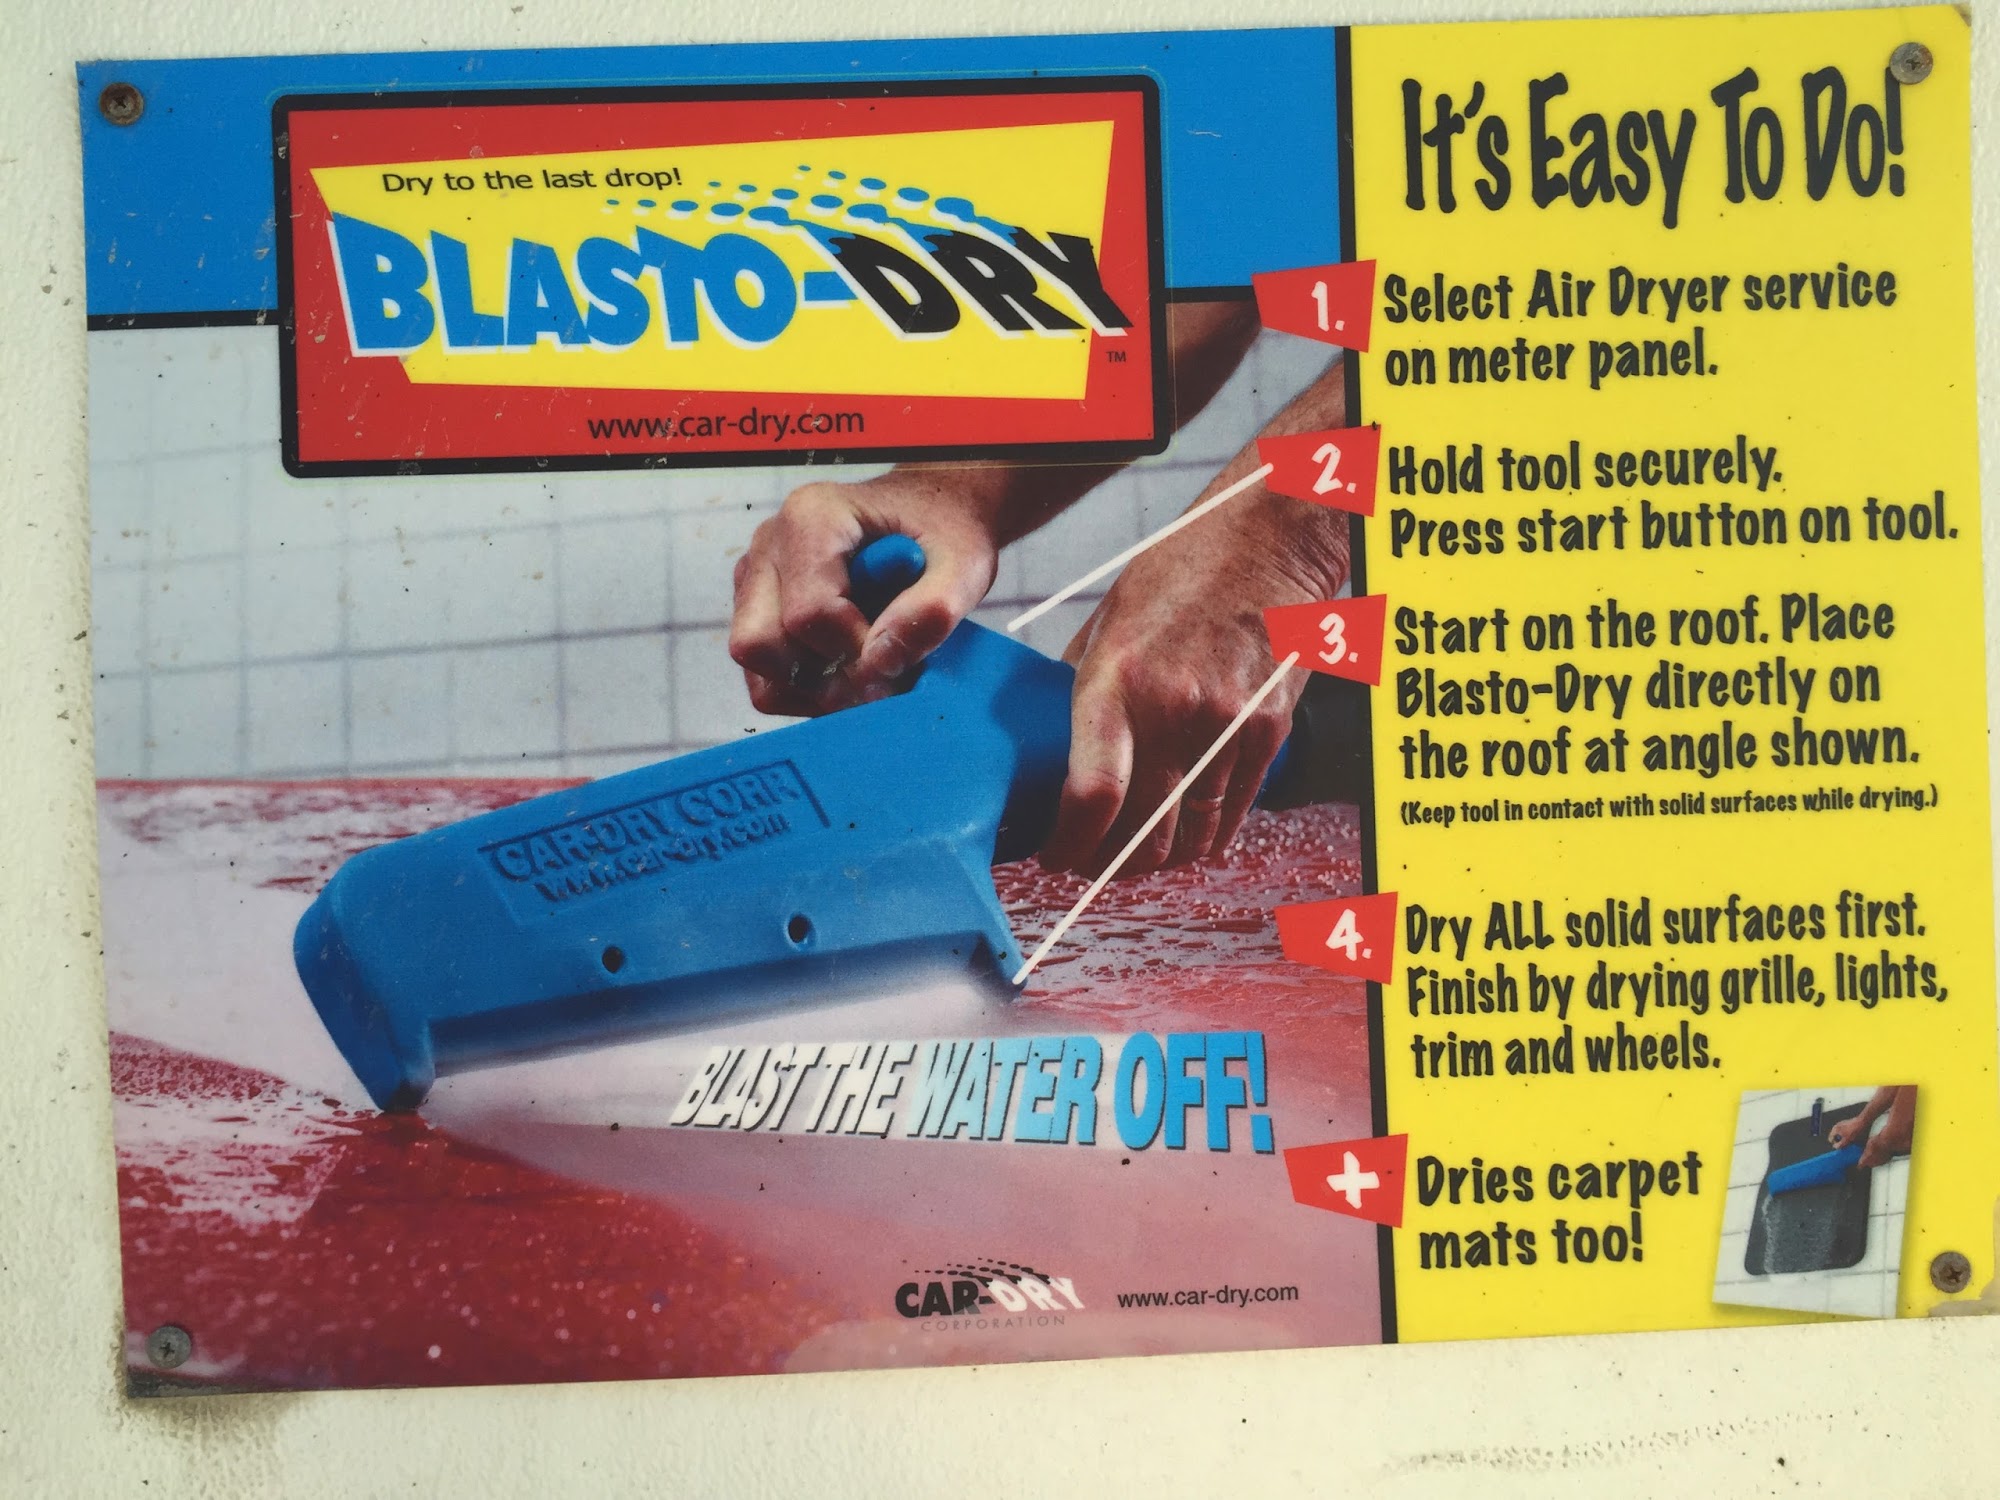 Dry to the last drop!
BLASTO-DRY
TM
www.car-dry.com
CAR-DRY CORP
www.car-dry.com
BLAST THE WATER OFF!
CAR-DRY
CORPORATION
www.car-dry.com
It's Easy To Do!
1. Select Air Dryer service
on meter panel.
2. Hold tool securely.
Press start button on tool.
3. Start on the roof. Place
Blasto-Dry directly on
the roof at angle shown.
(Keep tool in contact with solid surfaces while drying.)
4. Dry ALL solid surfaces first.
Finish by drying grille, lights,
trim and wheels.
+ Dries carpet
mats too!